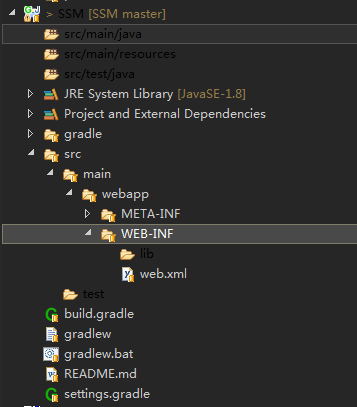 > SSM [SSM master]
src/main/java
src/main/resources
src/test/java
JRE System Library [JavaSE-1.8]
Project and External Dependencies
gradle
src
main
webapp
META-INF
WEB-INF
lib
web.xml
test
build.gradle
gradlew
gradlew.bat
README.md
settings.gradle